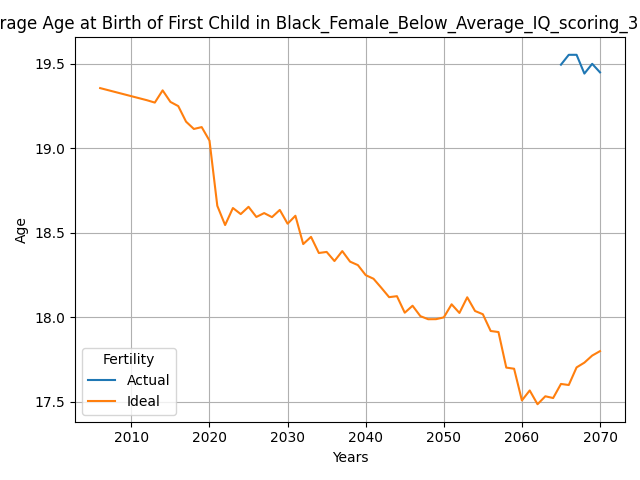 rage Age at Birth of First Child in Black_Female_Below_Average_IQ_scoring_3
19.5
19.0
18.5
18.0
17.5
Age
Fertility
Actual
Ideal
2010 2020 2030 2040 2050 2060 2070
Years